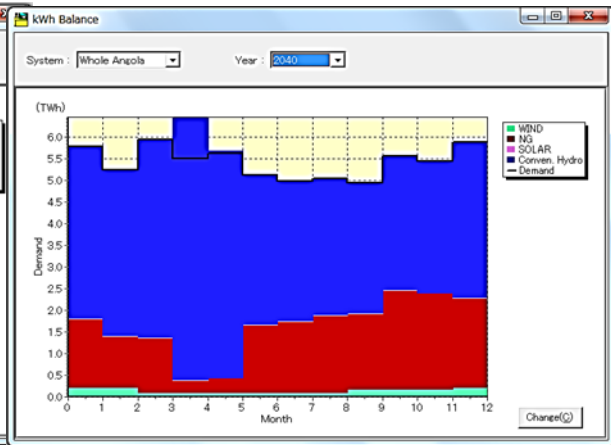 kWh Balance
System : Whole Angola Year : 2040
(TWh)
6.0
5.5
5.0
4.5
4.0
3.5
3.0
2.5
2.0
1.5
1.0
0.5
0.0
Demand
0 1 2 3 4 5 6 7 8 9 10 11 12
Month
WIND
NG
SOLAR
Conven. Hydro
Demand
Change(C)